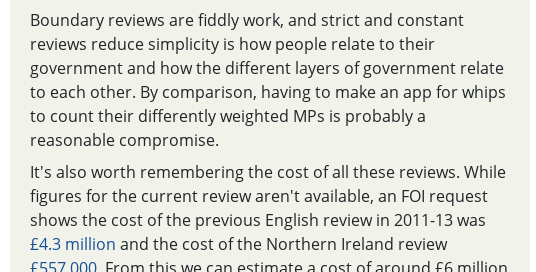 Boundary reviews are fiddly work, and strict and constant
reviews reduce simplicity is how people relate to their
government and how the different layers of government relate
to each other. By comparison, having to make an app for whips
to count their differently weighted MPs is probably a
reasonable compromise.
It's also worth remembering the cost of all these reviews. While
figures for the current review aren't available, an FOI request
shows the cost of the previous English review in 2011-13 was
£4.3 million and the cost of the Northern Ireland review
£557,000. From this we can estimate a cost of around £6 million